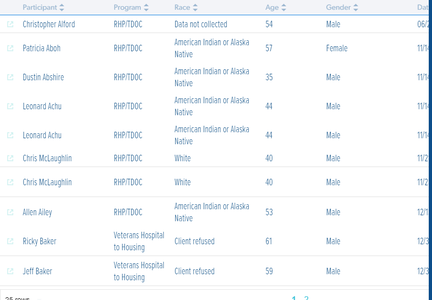 Participant Program Race Age Gender Dat
Christopher Alford RHP/TDOC Data not collected 54 Male 06/2
Patricia Aboh RHP/TDOC American Indian or Alaska Native 57 Female 11/1
Dustin Abshire RHP/TDOC American Indian or Alaska Native 35 Male 11/1
Leonard Achu RHP/TDOC American Indian or Alaska Native 44 Male 11/1
Leonard Achu RHP/TDOC American Indian or Alaska Native 44 Male 11/1
Chris McLaughlin RHP/TDOC White 40 Male 11/2
Chris McLaughlin RHP/TDOC White 40 Male 11/2
Allen Ailey RHP/TDOC American Indian or Alaska Native 53 Male 12/1
Ricky Baker Veterans Hospital to Housing Client refused 61 Male 12/3
Jeff Baker Veterans Hospital to Housing Client refused 59 Male 12/3
rows 1 2